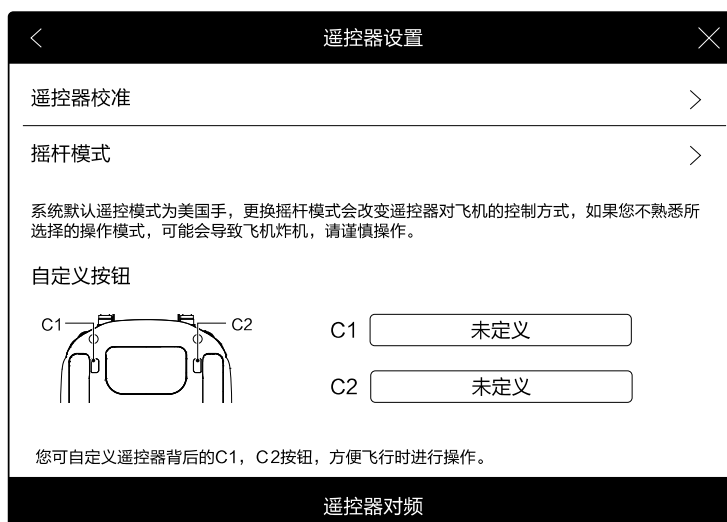 遥控器设置
遥控器校准
摇杆模式
系统默认遥控模式为美国手，更换摇杆模式会改变遥控器对飞机的控制方式，如果您不熟悉所
选择的操作模式，可能会导致飞机炸机，请谨慎操作。
自定义按钮
C1 C2
C1 未定义
C2 未定义
您可自定义遥控器背后的C1，C2按钮，方便飞行时进行操作。
遥控器对频